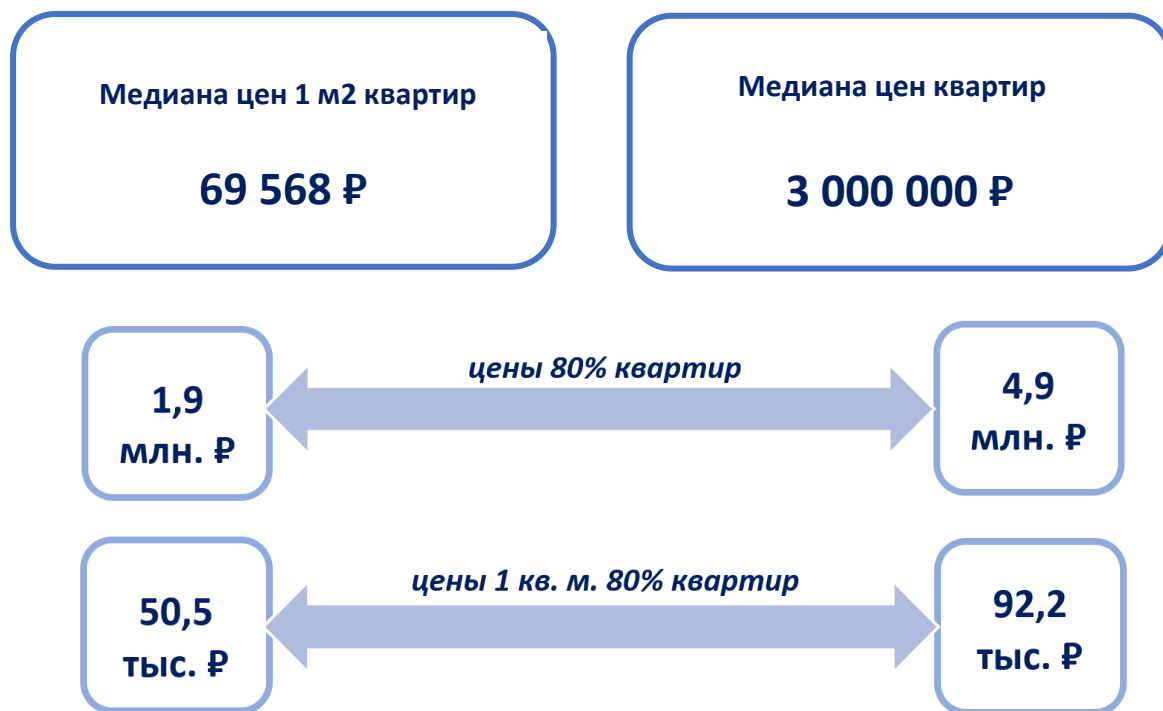 Медиана цен 1 м2 квартир
69 568 ₽
Медиана цен квартир
3 000 000 ₽
цены 80% квартир
1,9
млн. ₽
4,9
млн. ₽
цены 1 кв. м. 80% квартир
50,5
тыс. ₽
92,2
тыс. ₽